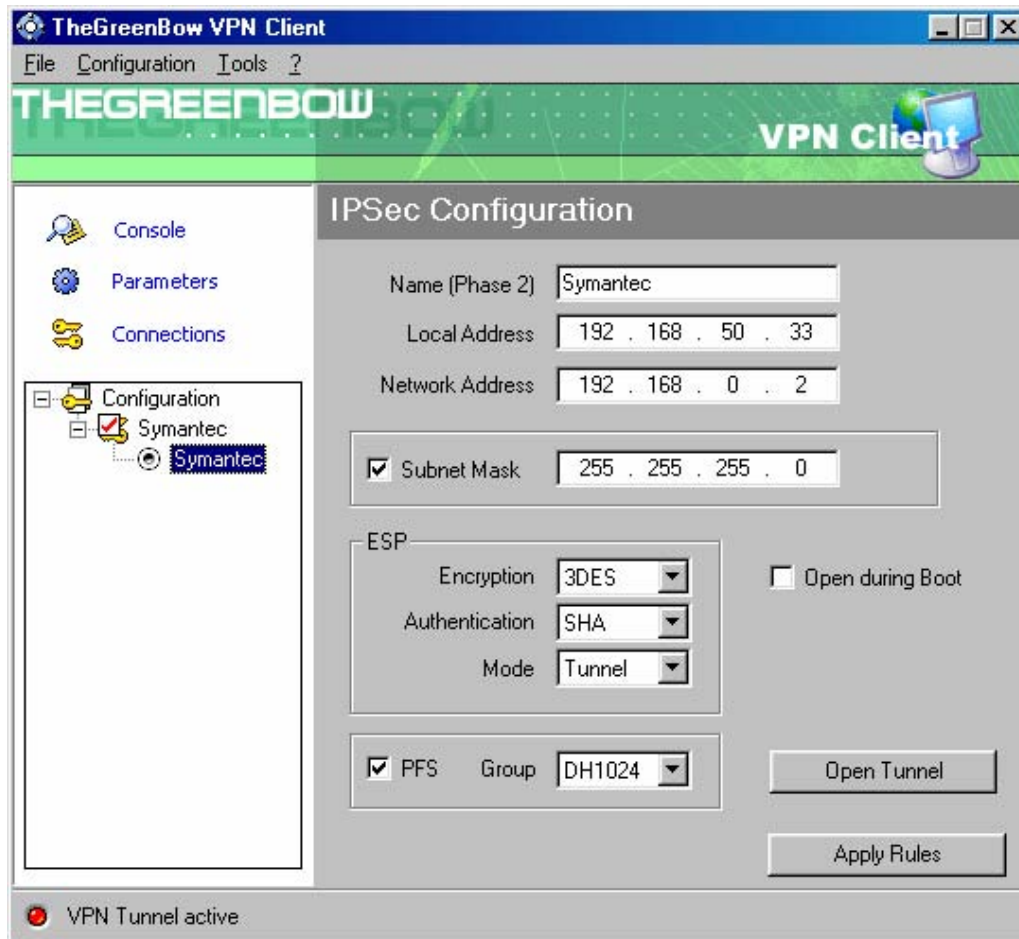 TheGreenBow VPN Client
File Configuration Tools ?
THEGREENBOW
VPN Client
Console
Parameters
Connections
Configuration
Symantec
Symantec
IPSec Configuration
Name (Phase 2) Symantec
Local Address 192 . 168 . 50 . 33
Network Address 192 . 168 . 0 . 2
Subnet Mask 255 . 255 . 255 . 0
ESP
Encryption 3DES
Open during Boot
Authentication SHA
Mode Tunnel
PFS Group DH1024
Open Tunnel
Apply Rules
VPN Tunnel active